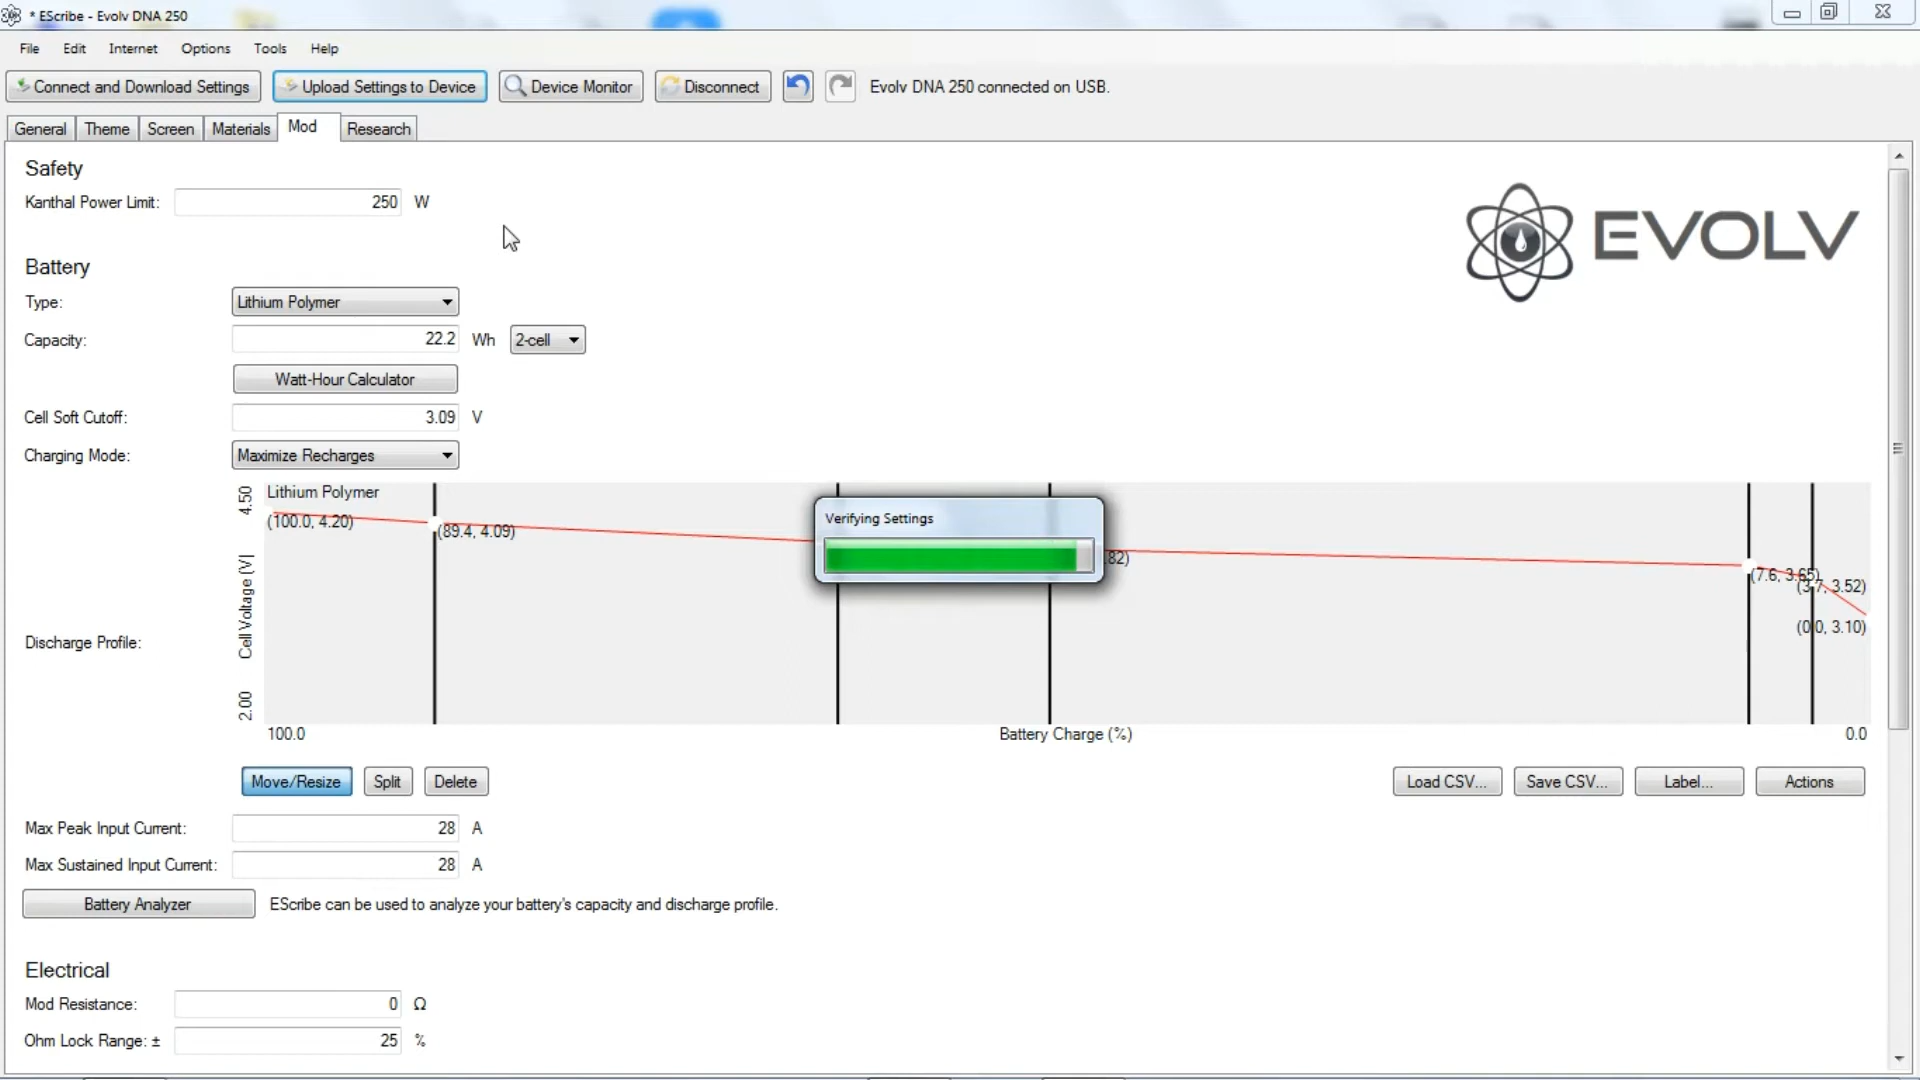 * EScribe - Evolv DNA 250
File Edit Internet Options Tools Help
Connect and Download Settings Upload Settings to Device Device Monitor Disconnect Evolv DNA 250 connected on USB.
General Theme Screen Materials Mod Research
Safety
Kanthal Power Limit: 250 W
EVOLV
Battery
Type: Lithium Polymer
Capacity: 22.2 Wh 2-cell
Watt-Hour Calculator
Cell Soft Cutoff: 3.09 V
Charging Mode: Maximize Recharges
Discharge Profile:
4.50
Cell Voltage [V]
2.00
Lithium Polymer
(100.0, 4.20)
(89.4, 4.09)
Verifying Settings
.82)
(7.6, 3.65)
(3.7, 3.52)
(0.0, 3.10)
100.0 Battery Charge (%) 0.0
Move/Resize Split Delete Load CSV... Save CSV... Label... Actions
Max Peak Input Current: 28 A
Max Sustained Input Current: 28 A
Battery Analyzer EScribe can be used to analyze your battery's capacity and discharge profile.
Electrical
Mod Resistance: 0 Ω
Ohm Lock Range: ± 25 %